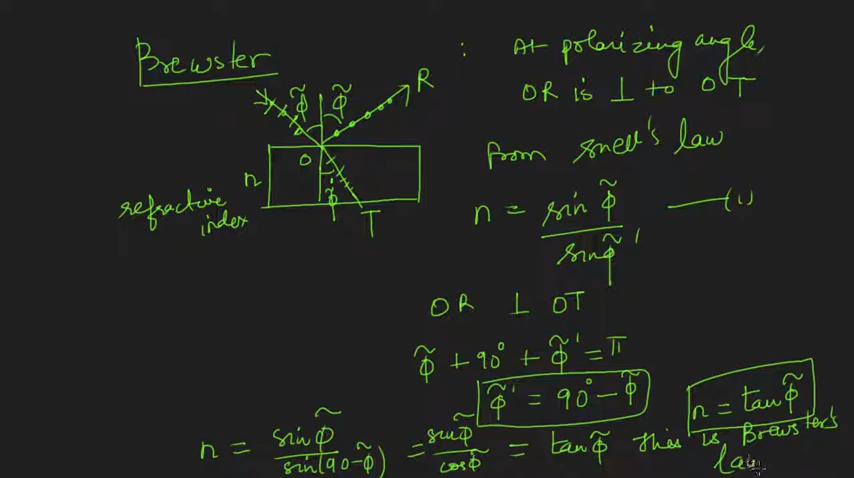 Brewster
φ̃ φ̃
R
O
n
φ̃'
T
refractive
index
: At polarizing angle,
OR is ⊥ to OT
from snell's law
n = sin φ̃ / sin φ̃' —— (1)
OR ⊥ OT
φ̃ + 90° + φ̃' = π
φ̃' = 90° − φ̃
n = sin φ̃ / sin(90-φ̃) = sin φ̃ / cos φ̃ = tan φ̃ This is Brewster's
law
n = tan φ̃